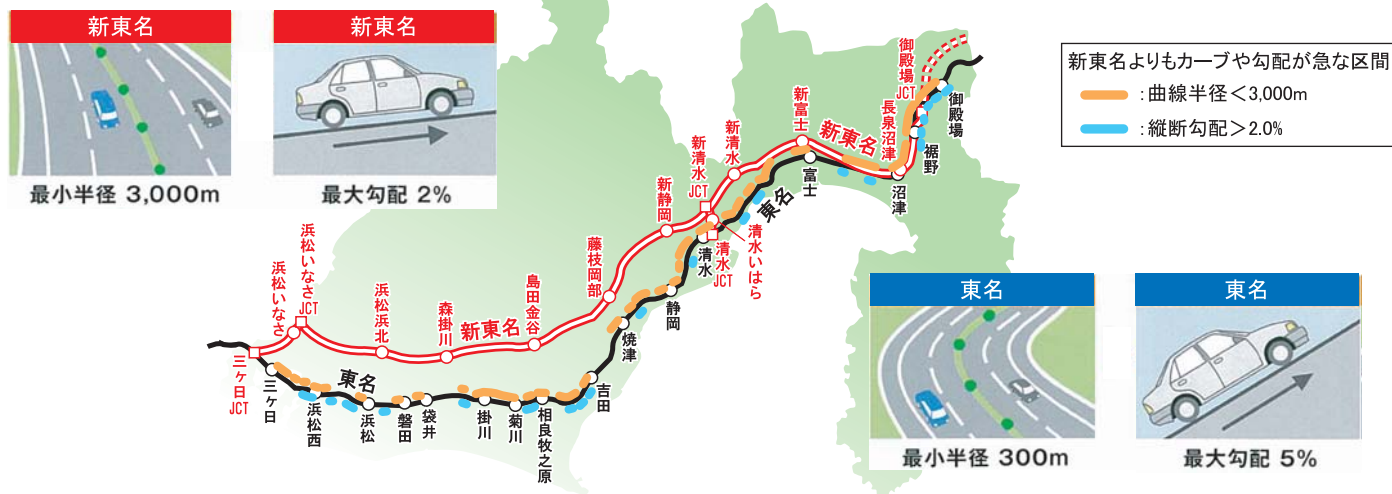 新東名
最小半径 3,000m
新東名
最大勾配 2%
新東名よりもカーブや勾配が急な区間
:曲線半径<3,000m
:縦断勾配>2.0%
御殿場JCT
御殿場
長泉沼津
裾野
沼津
新富士
新東名
富士
東名
新清水
新清水JCT
清水いはら
清水JCT
清水
新静岡
静岡
藤枝岡部
焼津
島田金谷
吉田
新東名
森掛川
浜松浜北
浜松いなさJCT
浜松いなさ
三ヶ日JCT
三ヶ日
東名
浜松西
浜松
磐田
袋井
掛川
菊川
相良牧之原
東名
最小半径 300m
東名
最大勾配 5%